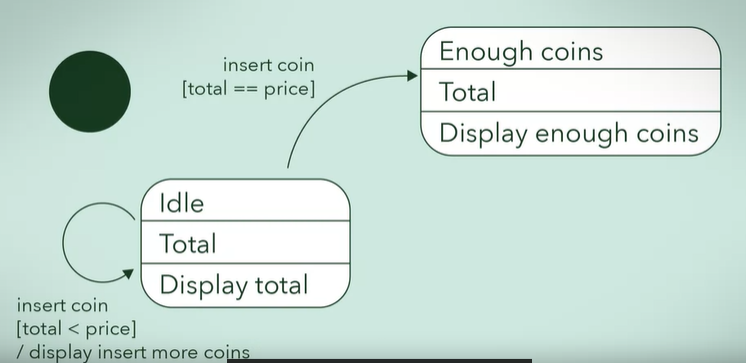 insert coin
[total == price]
Enough coins
Total
Display enough coins
Idle
Total
Display total
insert coin
[total < price]
/ display insert more coins